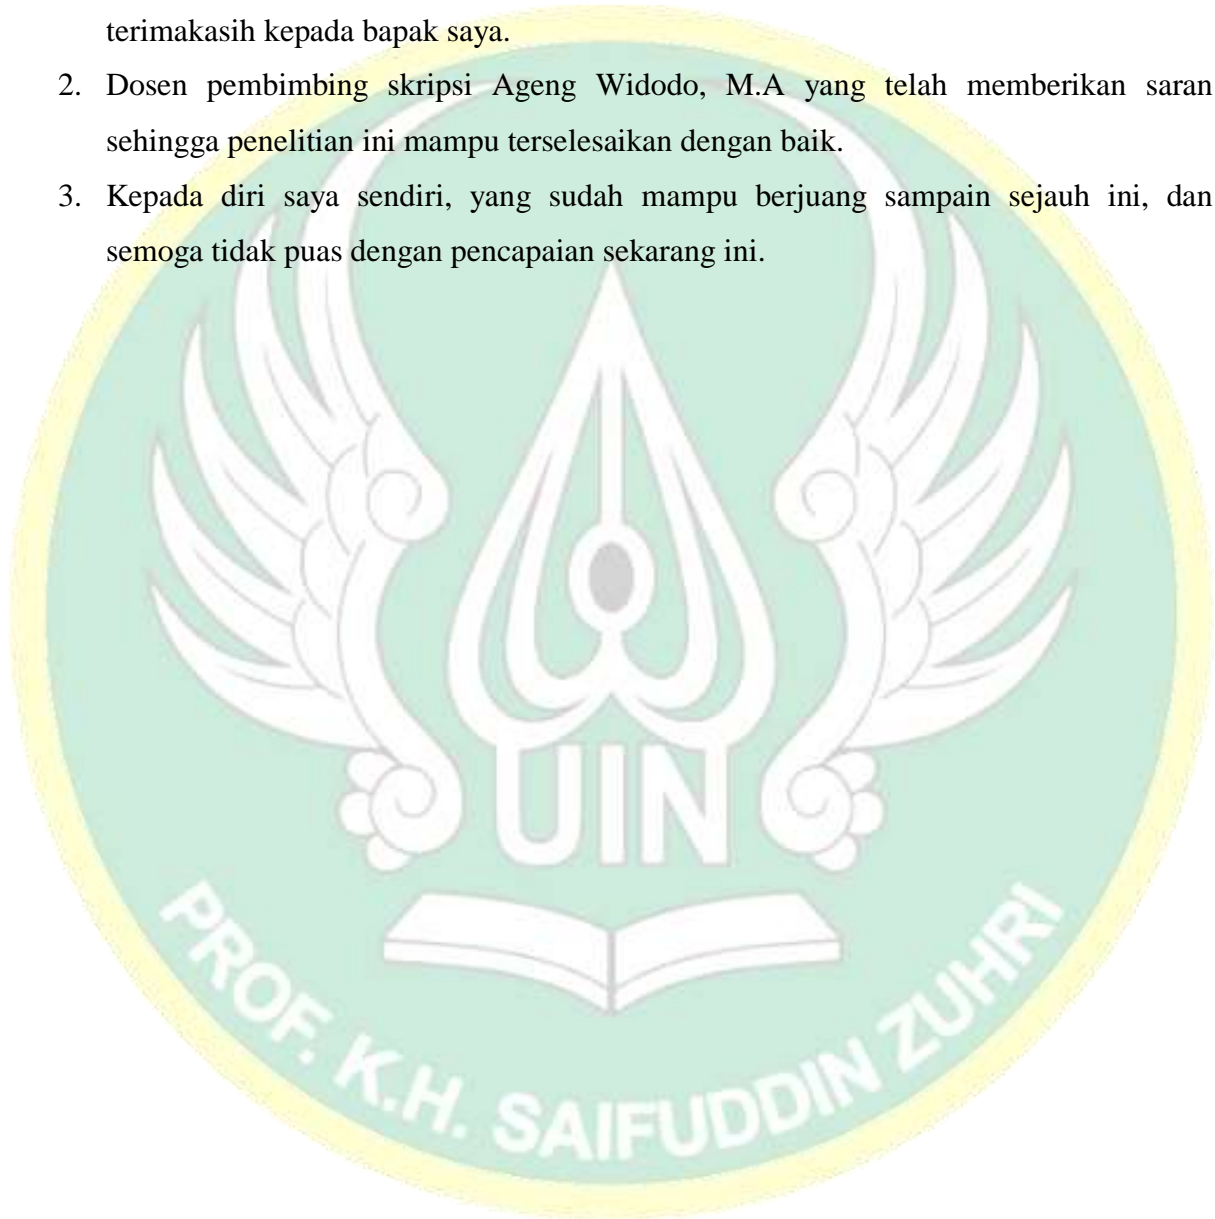 terimakasih kepada bapak saya.
2. Dosen pembimbing skripsi Ageng Widodo, M.A yang telah memberikan saran
sehingga penelitian ini mampu terselesaikan dengan baik.
3. Kepada diri saya sendiri, yang sudah mampu berjuang sampain sejauh ini, dan
semoga tidak puas dengan pencapaian sekarang ini.
UIN
PROF. K.H. SAIFUDDIN ZUHRI